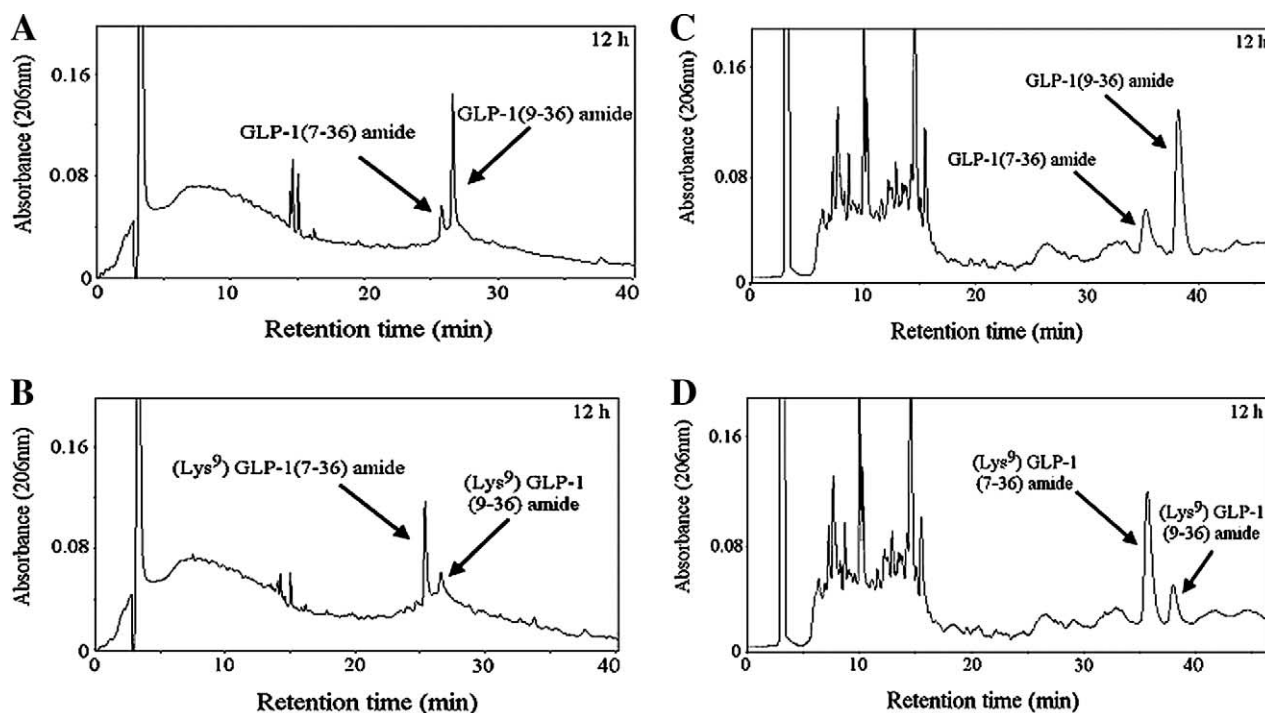 A
12 h
Absorbance (206nm)
0.16
0.08
0
GLP-1(7-36) amide
GLP-1(9-36) amide
0
10
20
30
40
Retention time (min)
C
12 h
Absorbance (206nm)
0.16
0.08
0
GLP-1(9-36) amide
GLP-1(7-36) amide
0
10
20
30
40
Retention time (min)
B
12 h
Absorbance (206nm)
0.16
0.08
0
(Lys⁹) GLP-1(7-36) amide
(Lys⁹) GLP-1
(9-36) amide
0
10
20
30
40
Retention time (min)
D
12 h
Absorbance (206nm)
0.16
0.08
0
(Lys⁹) GLP-1
(7-36) amide
(Lys⁹) GLP-1
(9-36) amide
0
10
20
30
40
Retention time (min)